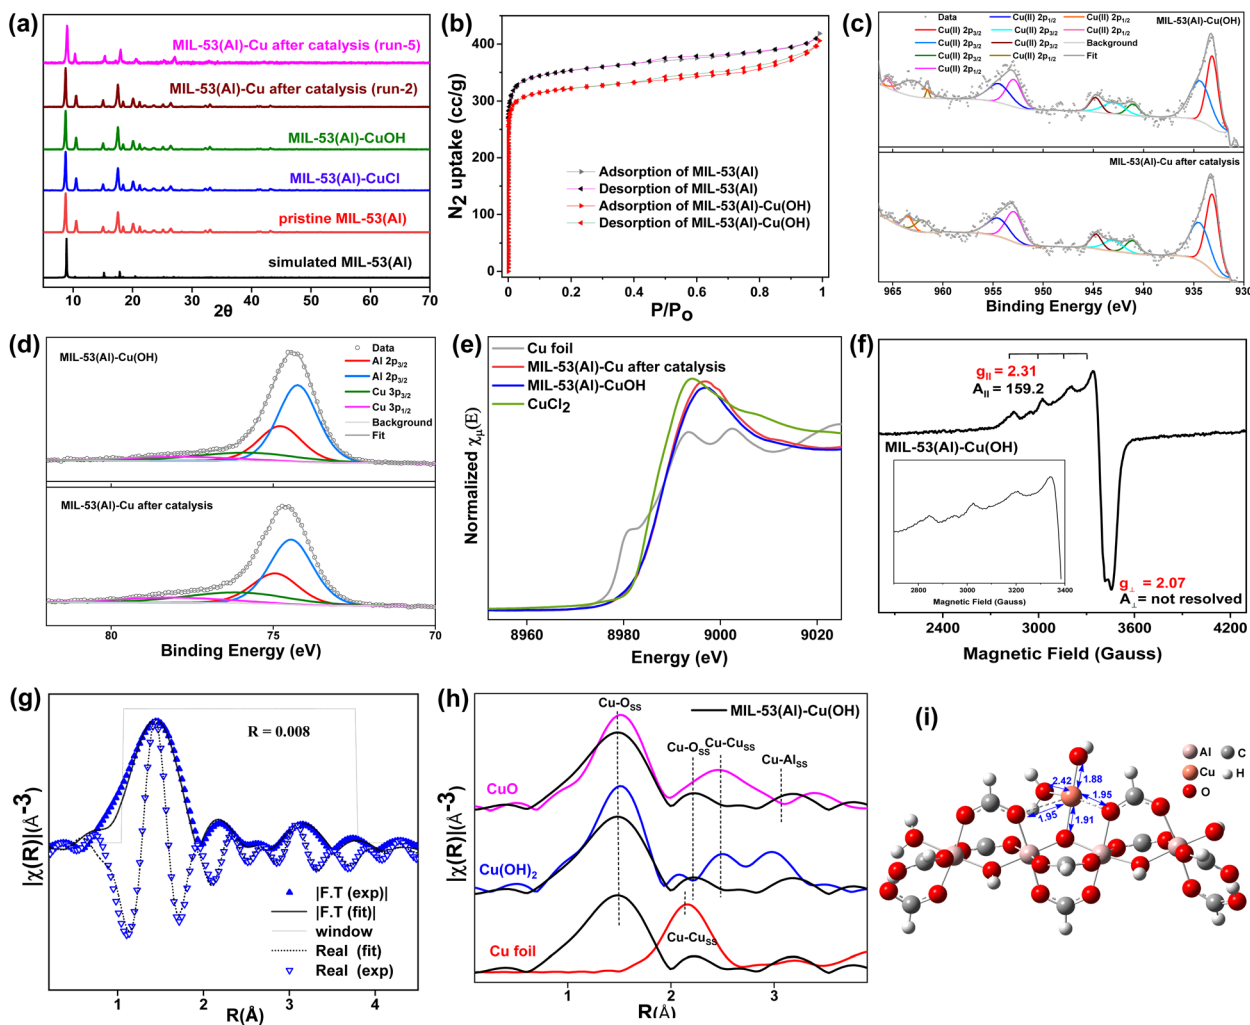 (a)
MIL-53(Al)-Cu after catalysis (run-5)
MIL-53(Al)-Cu after catalysis (run-2)
MIL-53(Al)-CuOH
MIL-53(Al)-CuCl
pristine MIL-53(Al)
simulated MIL-53(Al)
10 20 30 40 50 60 70
2θ
(b)
N2 uptake (cc/g)
400
300
200
100
0
Adsorption of MIL-53(Al)
Desorption of MIL-53(Al)
Adsorption of MIL-53(Al)-Cu(OH)
Desorption of MIL-53(Al)-Cu(OH)
0 0.2 0.4 0.6 0.8 1
P/Po
(c)
Data
Cu(II) 2p3/2
Cu(II) 2p3/2
Cu(II) 2p3/2
Cu(II) 2p1/2
Cu(II) 2p1/2
Cu(II) 2p3/2
Cu(II) 2p3/2
Cu(II) 2p3/2
Cu(II) 2p1/2
Cu(II) 2p1/2
Cu(II) 2p1/2
Background
Fit
MIL-53(Al)-Cu(OH)
MIL-53(Al)-Cu after catalysis
965 960 955 950 945 940 935 930
Binding Energy (eV)
(d)
MIL-53(Al)-Cu(OH)
Data
Al 2p3/2
Al 2p3/2
Cu 3p3/2
Cu 3p1/2
Background
Fit
MIL-53(Al)-Cu after catalysis
80 75 70
Binding Energy (eV)
(e)
Normalized χμ(E)
Cu foil
MIL-53(Al)-Cu after catalysis
MIL-53(Al)-CuOH
CuCl2
8960 8980 9000 9020
Energy (eV)
(f)
g|| = 2.31
A|| = 159.2
MIL-53(Al)-Cu(OH)
2800 3000 3200 3400
Magnetic Field (Gauss)
g⊥ = 2.07
A⊥= not resolved
2400 3000 3600 4200
Magnetic Field (Gauss)
(g)
|χ(R)|(Å-3
R = 0.008
|F.T (exp)|
|F.T (fit)|
window
Real (fit)
Real (exp)
1 2 3 4
R(Å)
(h)
|χ(R)|(Å-3)
Cu-OSS
MIL-53(Al)-Cu(OH)
Cu-OSS
Cu-CuSS
Cu-AlSS
CuO
Cu(OH)2
Cu foil
Cu-CuSS
1 2 3
R(Å)
(i)
Al
C
Cu
H
O
2.42
1.88
1.95
1.95
1.91